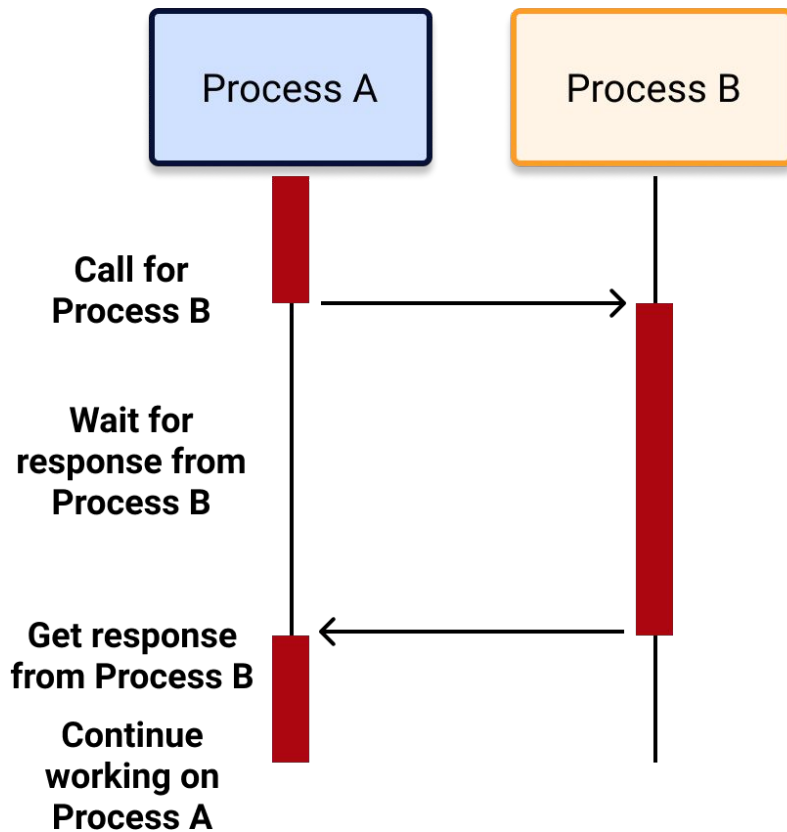 Process A
Process B
Call for
Process B
Wait for
response from
Process B
Get response
from Process B
Continue
working on
Process A